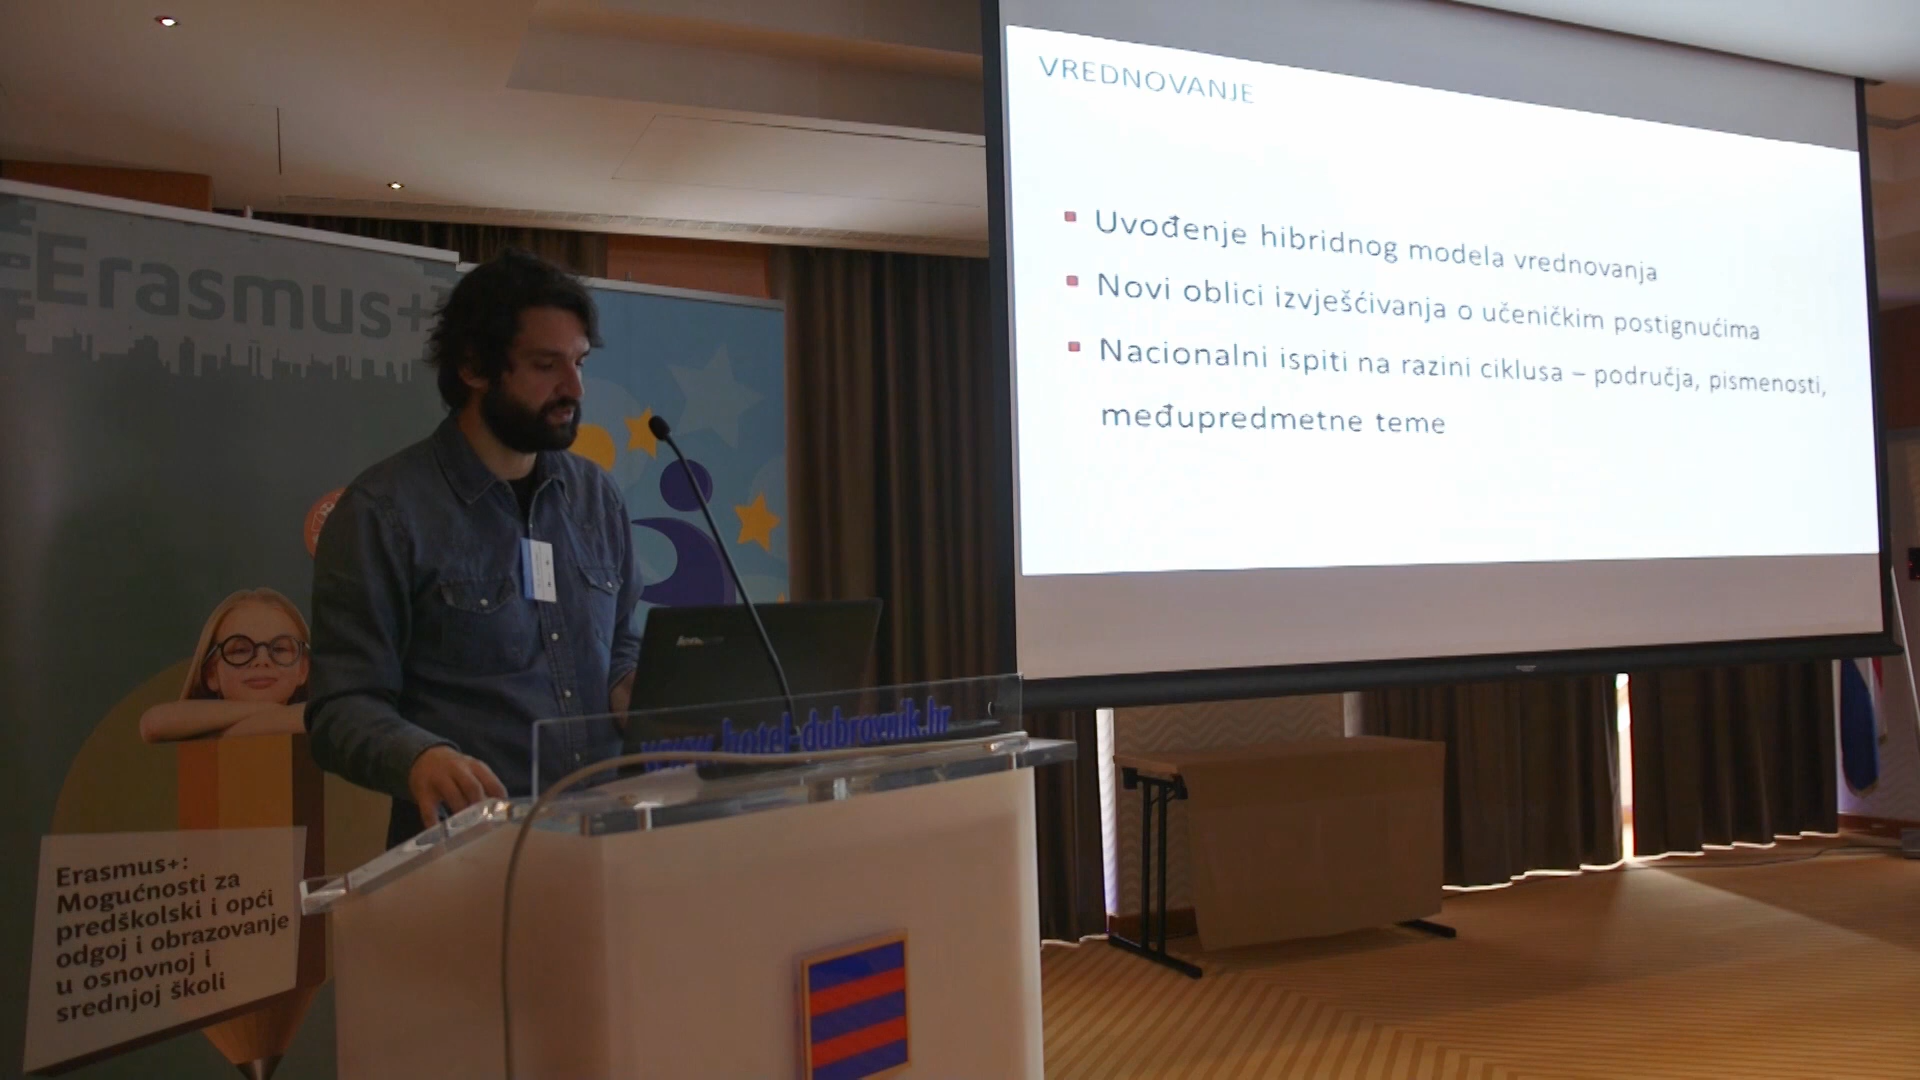 VREDNOVANJE
Uvođenje hibridnog modela vrednovanja
Novi oblici izvješćivanja o učeničkim postignućima
Nacionalni ispiti na razini ciklusa – područja, pismenosti,
međupredmetne teme
Erasmus+
www.hotel-dubrovnik.hr
Erasmus+:
Mogućnosti za
predškolski i opći
odgoj i obrazovanje
u osnovnoj i
srednjoj školi